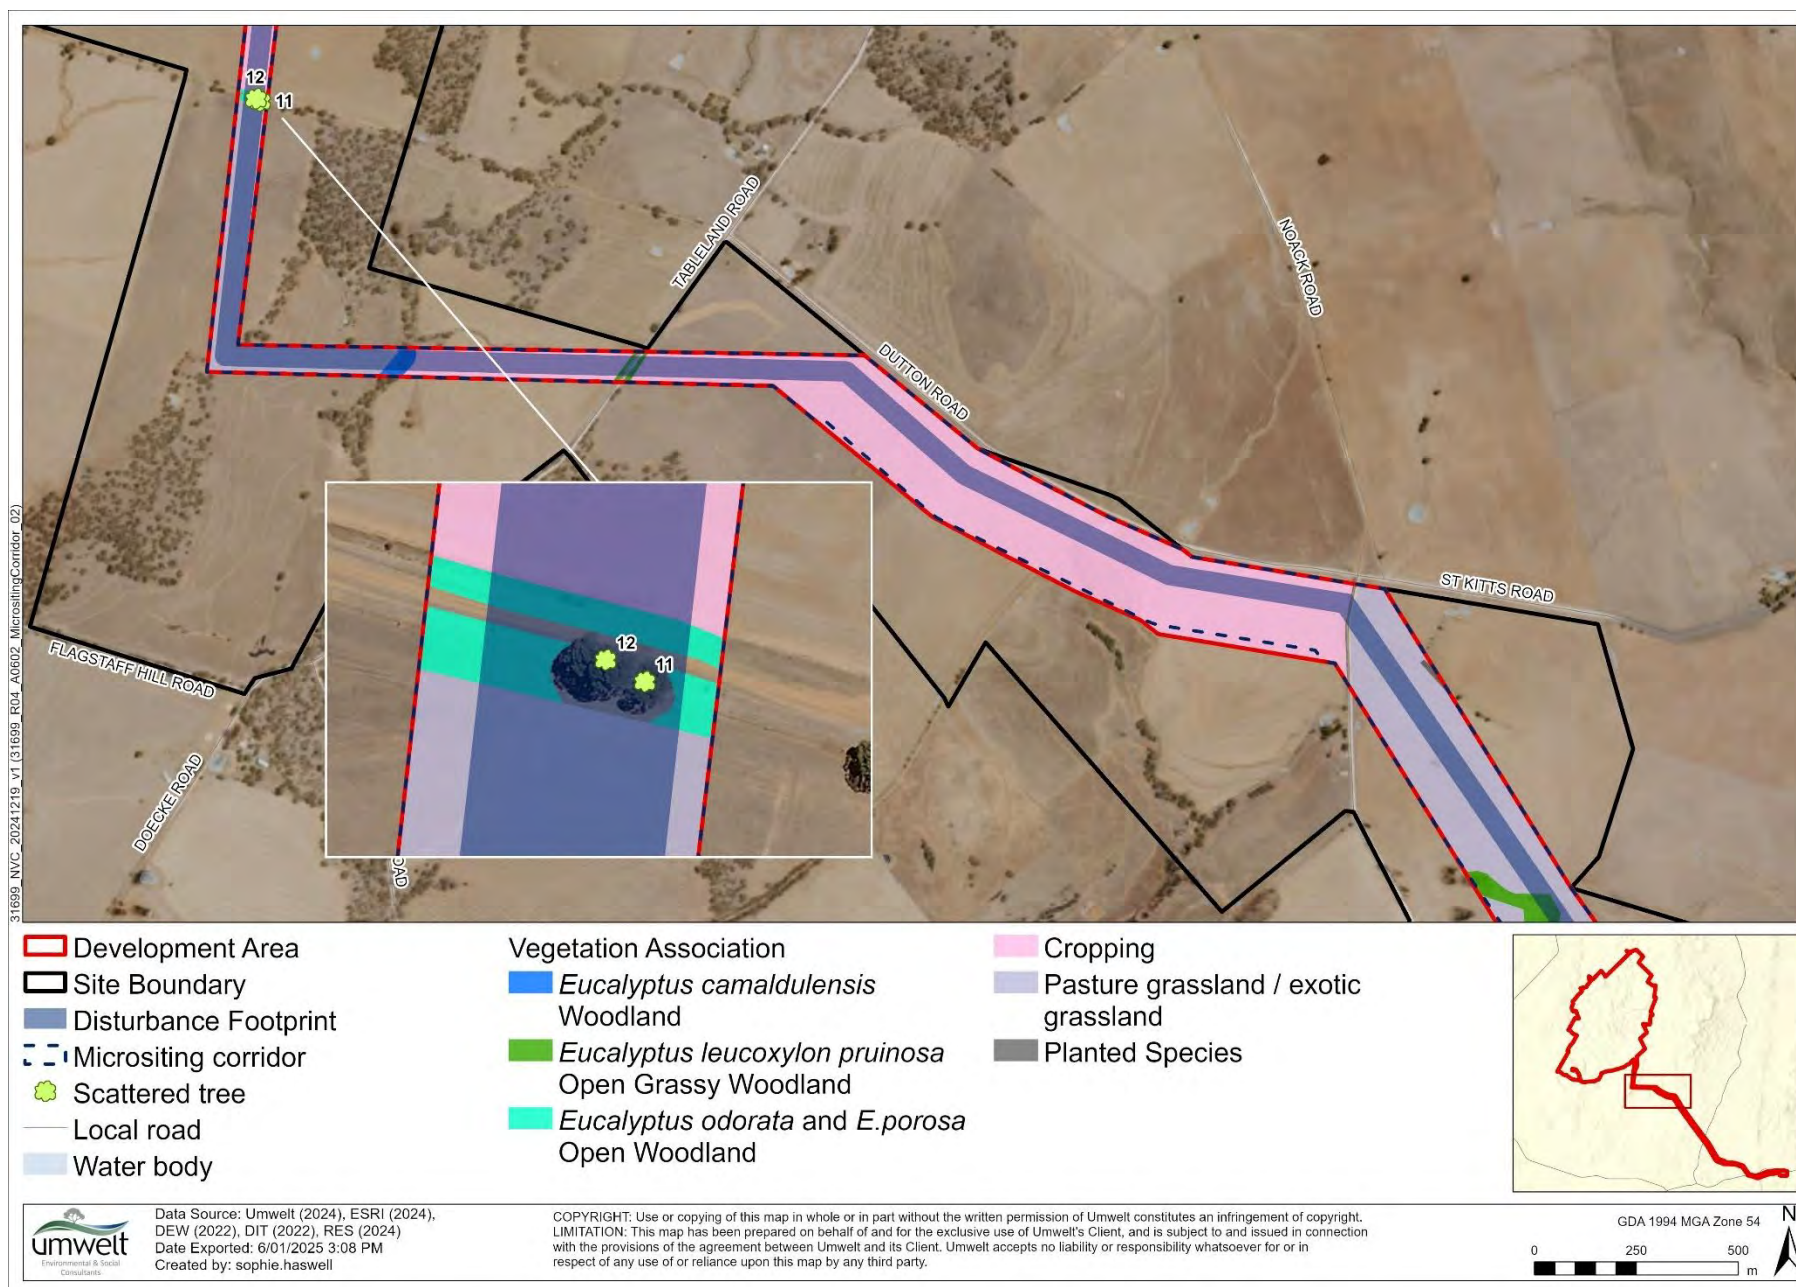 12
11
TABLELAND ROAD
NOACK ROAD
DUTTON ROAD
ST KITTS ROAD
12
11
FLAGSTAFF HILL ROAD
DOECKE ROAD
OAD
31699_NVC_20241219_v1 (31699_R04_A0602_MicrositingCorridor_02)
Development Area
Site Boundary
Disturbance Footprint
Micrositing corridor
Scattered tree
Local road
Water body
Vegetation Association
Eucalyptus camaldulensis
Woodland
Eucalyptus leucoxylon pruinosa
Open Grassy Woodland
Eucalyptus odorata and E.porosa
Open Woodland
Cropping
Pasture grassland / exotic
grassland
Planted Species
umwelt
Environmental & Social
Consultants
Data Source: Umwelt (2024), ESRI (2024),
DEW (2022), DIT (2022), RES (2024)
Date Exported: 6/01/2025 3:08 PM
Created by: sophie.haswell
COPYRIGHT: Use or copying of this map in whole or in part without the written permission of Umwelt constitutes an infringement of copyright.
LIMITATION: This map has been prepared on behalf of and for the exclusive use of Umwelt's Client, and is subject to and issued in connection
with the provisions of the agreement between Umwelt and its Client. Umwelt accepts no liability or responsibility whatsoever for or in
respect of any use of or reliance upon this map by any third party.
GDA 1994 MGA Zone 54
N
0 250 500
m